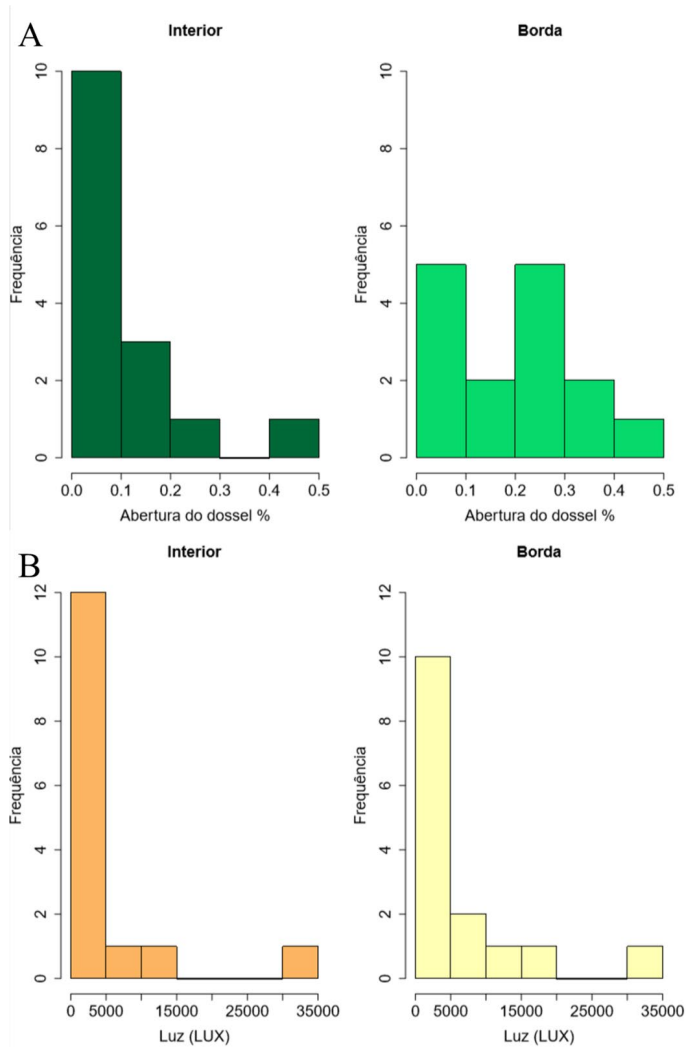 A
Interior
Borda
Frequência
10
8
6
4
2
0
0.0 0.1 0.2 0.3 0.4 0.5
Abertura do dossel %
Frequência
10
8
6
4
2
0
0.0 0.1 0.2 0.3 0.4 0.5
Abertura do dossel %
B
Interior
Borda
Frequência
12
10
8
6
4
2
0
0 5000 15000 25000 35000
Luz (LUX)
Frequência
12
10
8
6
4
2
0
0 5000 15000 25000 35000
Luz (LUX)